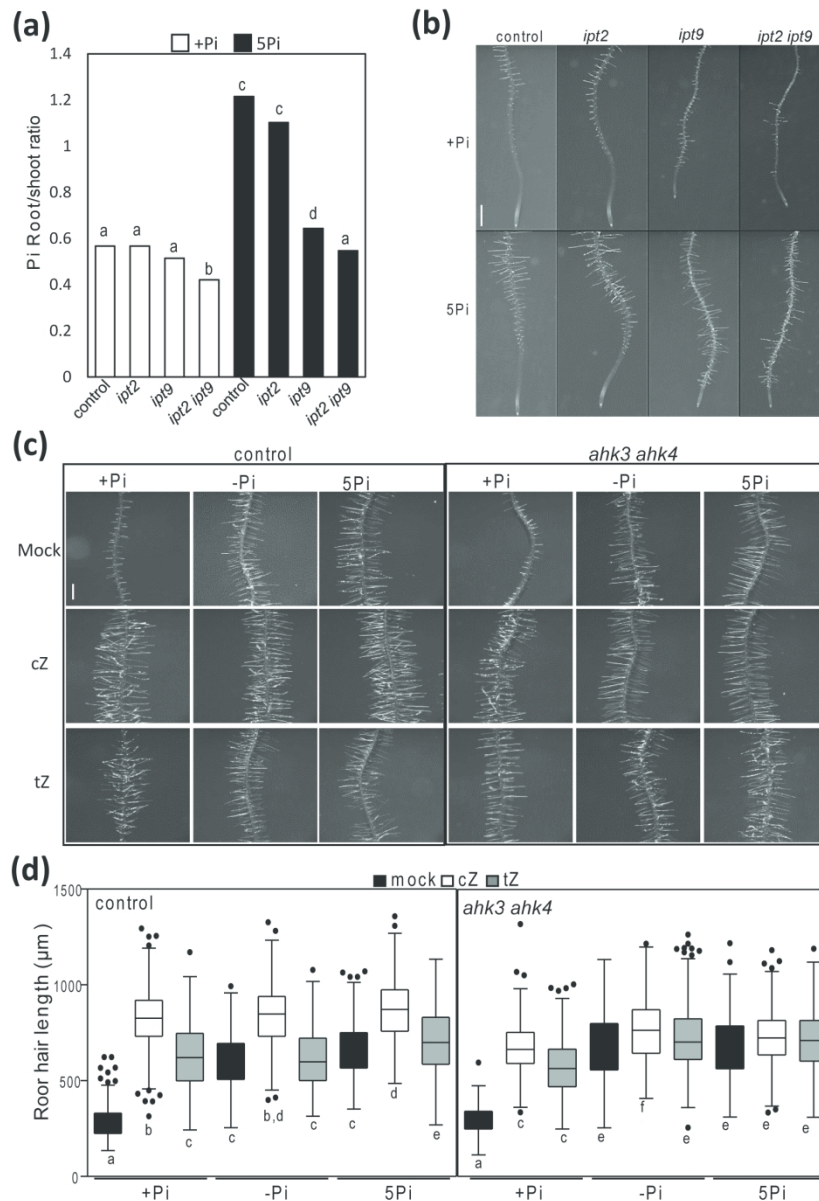 (a)
+Pi 5Pi
1.4
1.2
1
0.8
0.6
0.4
0.2
0
Pi Root/shoot ratio
a a a b c c d a
control ipt2 ipt9 ipt2 ipt9 control ipt2 ipt9 ipt2 ipt9
(b)
control ipt2 ipt9 ipt2 ipt9
+Pi
5Pi
(c)
control ahk3 ahk4
+Pi -Pi 5Pi +Pi -Pi 5Pi
Mock
cZ
tZ
(d)
mock cZ tZ
1500
1000
500
0
Roor hair length (µm)
control ahk3 ahk4
a b c c b,d c c d e a c c e f e e e e
+Pi -Pi 5Pi +Pi -Pi 5Pi